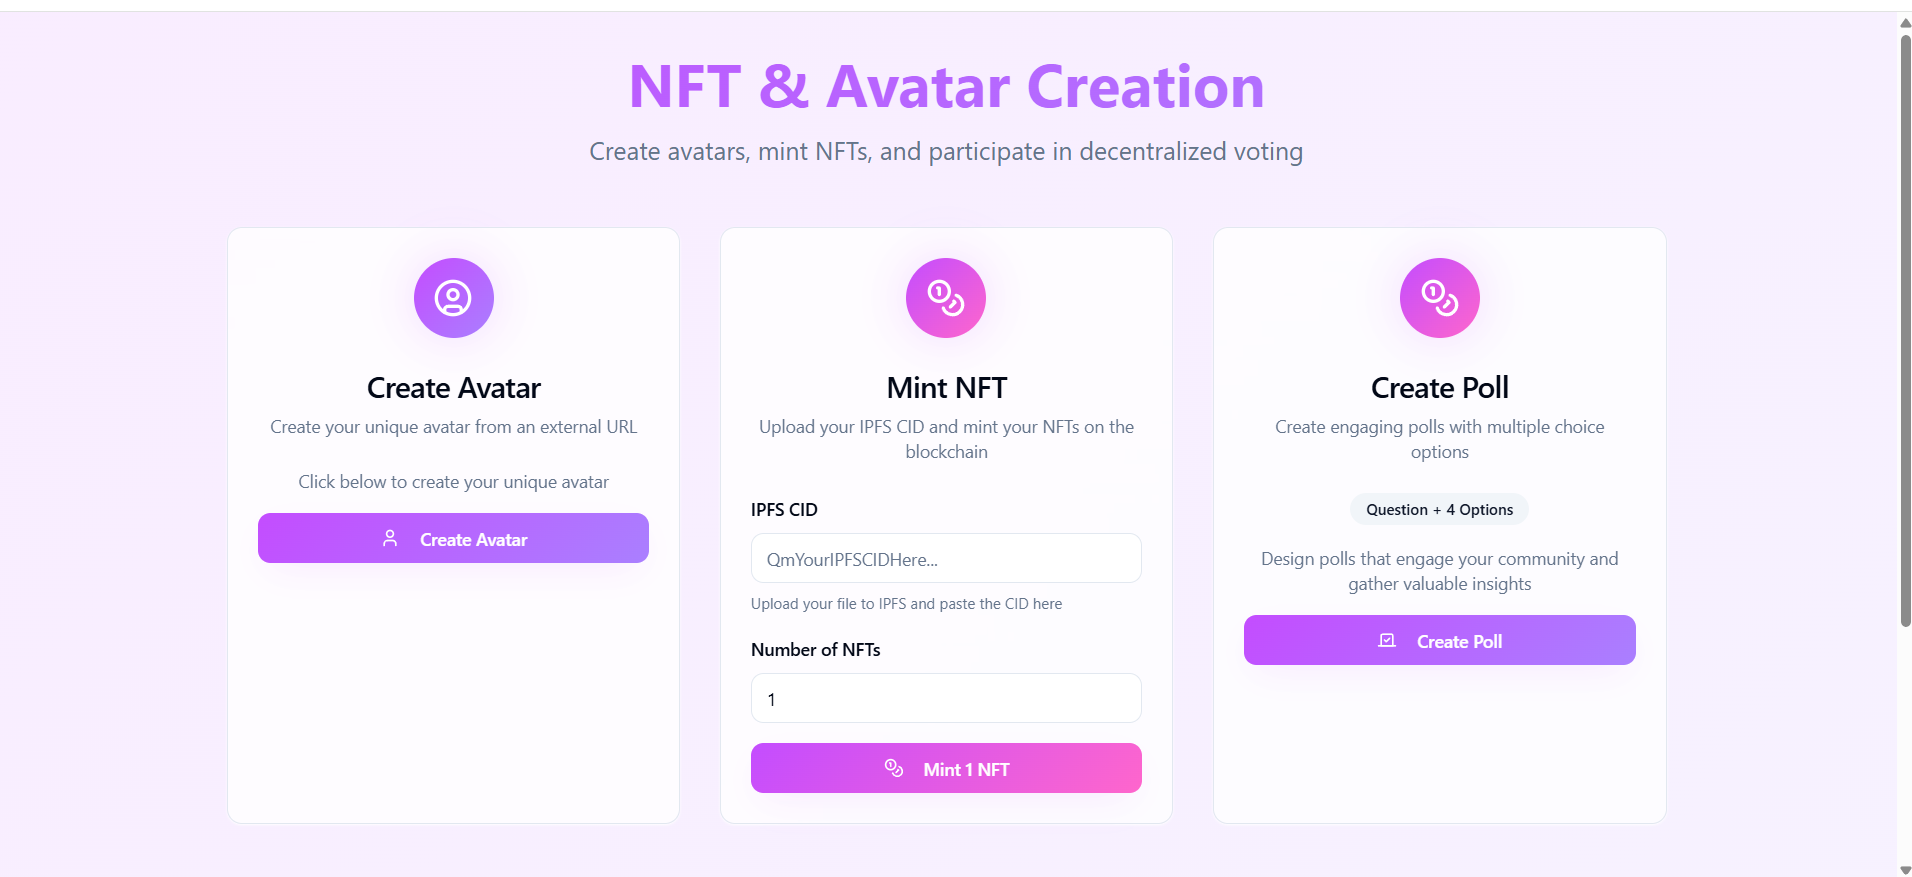 NFT & Avatar Creation
Create avatars, mint NFTs, and participate in decentralized voting
Create Avatar
Create your unique avatar from an external URL
Click below to create your unique avatar
Create Avatar
Mint NFT
Upload your IPFS CID and mint your NFTs on the
blockchain
IPFS CID
QmYourIPFSCIDHere...
Upload your file to IPFS and paste the CID here
Number of NFTs
1
Mint 1 NFT
Create Poll
Create engaging polls with multiple choice
options
Question + 4 Options
Design polls that engage your community and
gather valuable insights
Create Poll